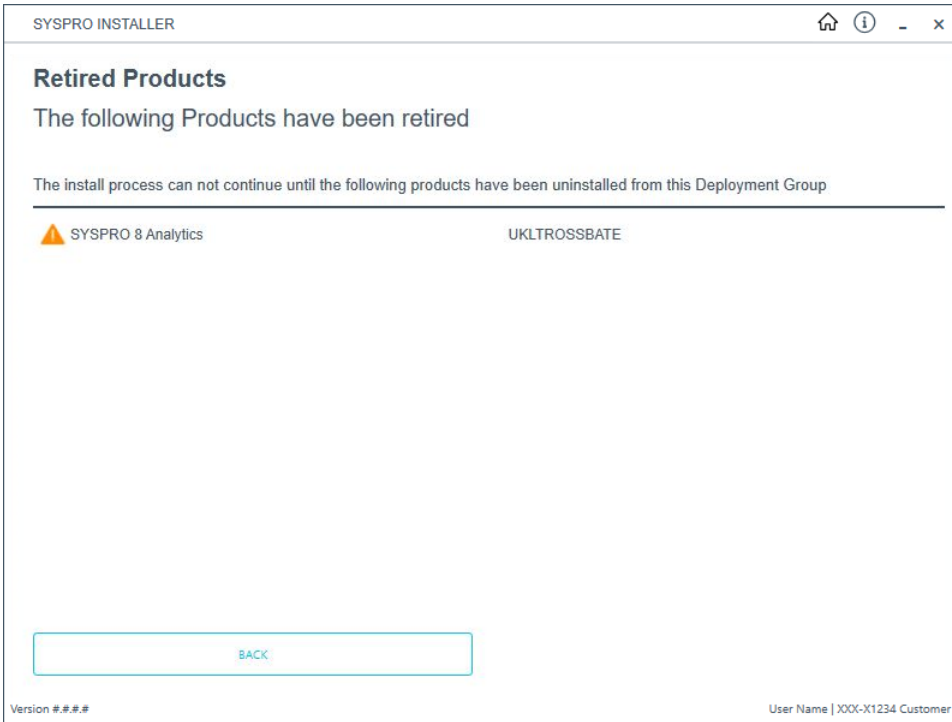 SYSPRO INSTALLER
Retired Products
The following Products have been retired
The install process can not continue until the following products have been uninstalled from this Deployment Group
SYSPRO 8 Analytics UKLTROSSBATE
BACK
Version #.#.#.# User Name | XXX-X1234 Customer